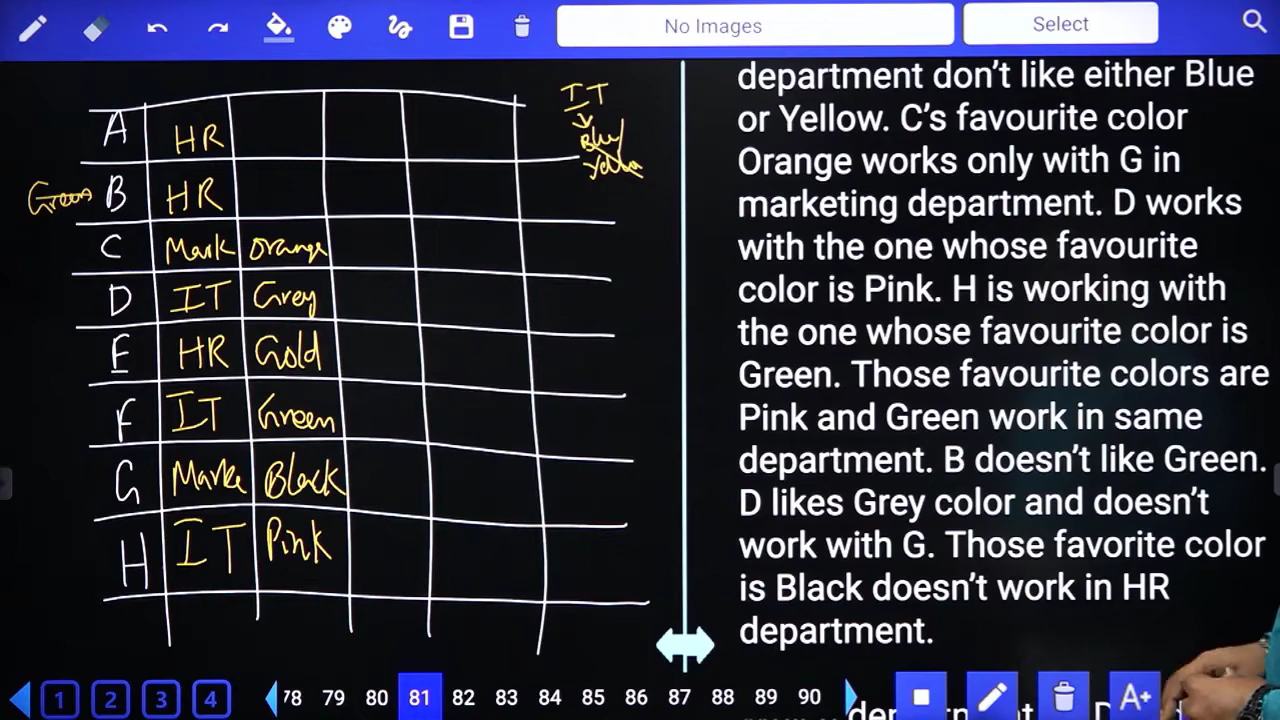 No Images
Select
A HR
Green B HR
C Mark Orange
D IT Grey
E HR Gold
F IT Green
G Marke Black
H IT Pink
IT
Blue/
Yellow
department don't like either Blue
or Yellow. C's favourite color
Orange works only with G in
marketing department. D works
with the one whose favourite
color is Pink. H is working with
the one whose favourite color is
Green. Those favourite colors are
Pink and Green work in same
department. B doesn't like Green.
D likes Grey color and doesn't
work with G. Those favorite color
is Black doesn't work in HR
department.
1 2 3 4
78 79 80 81 82 83 84 85 86 87 88 89 90
A+